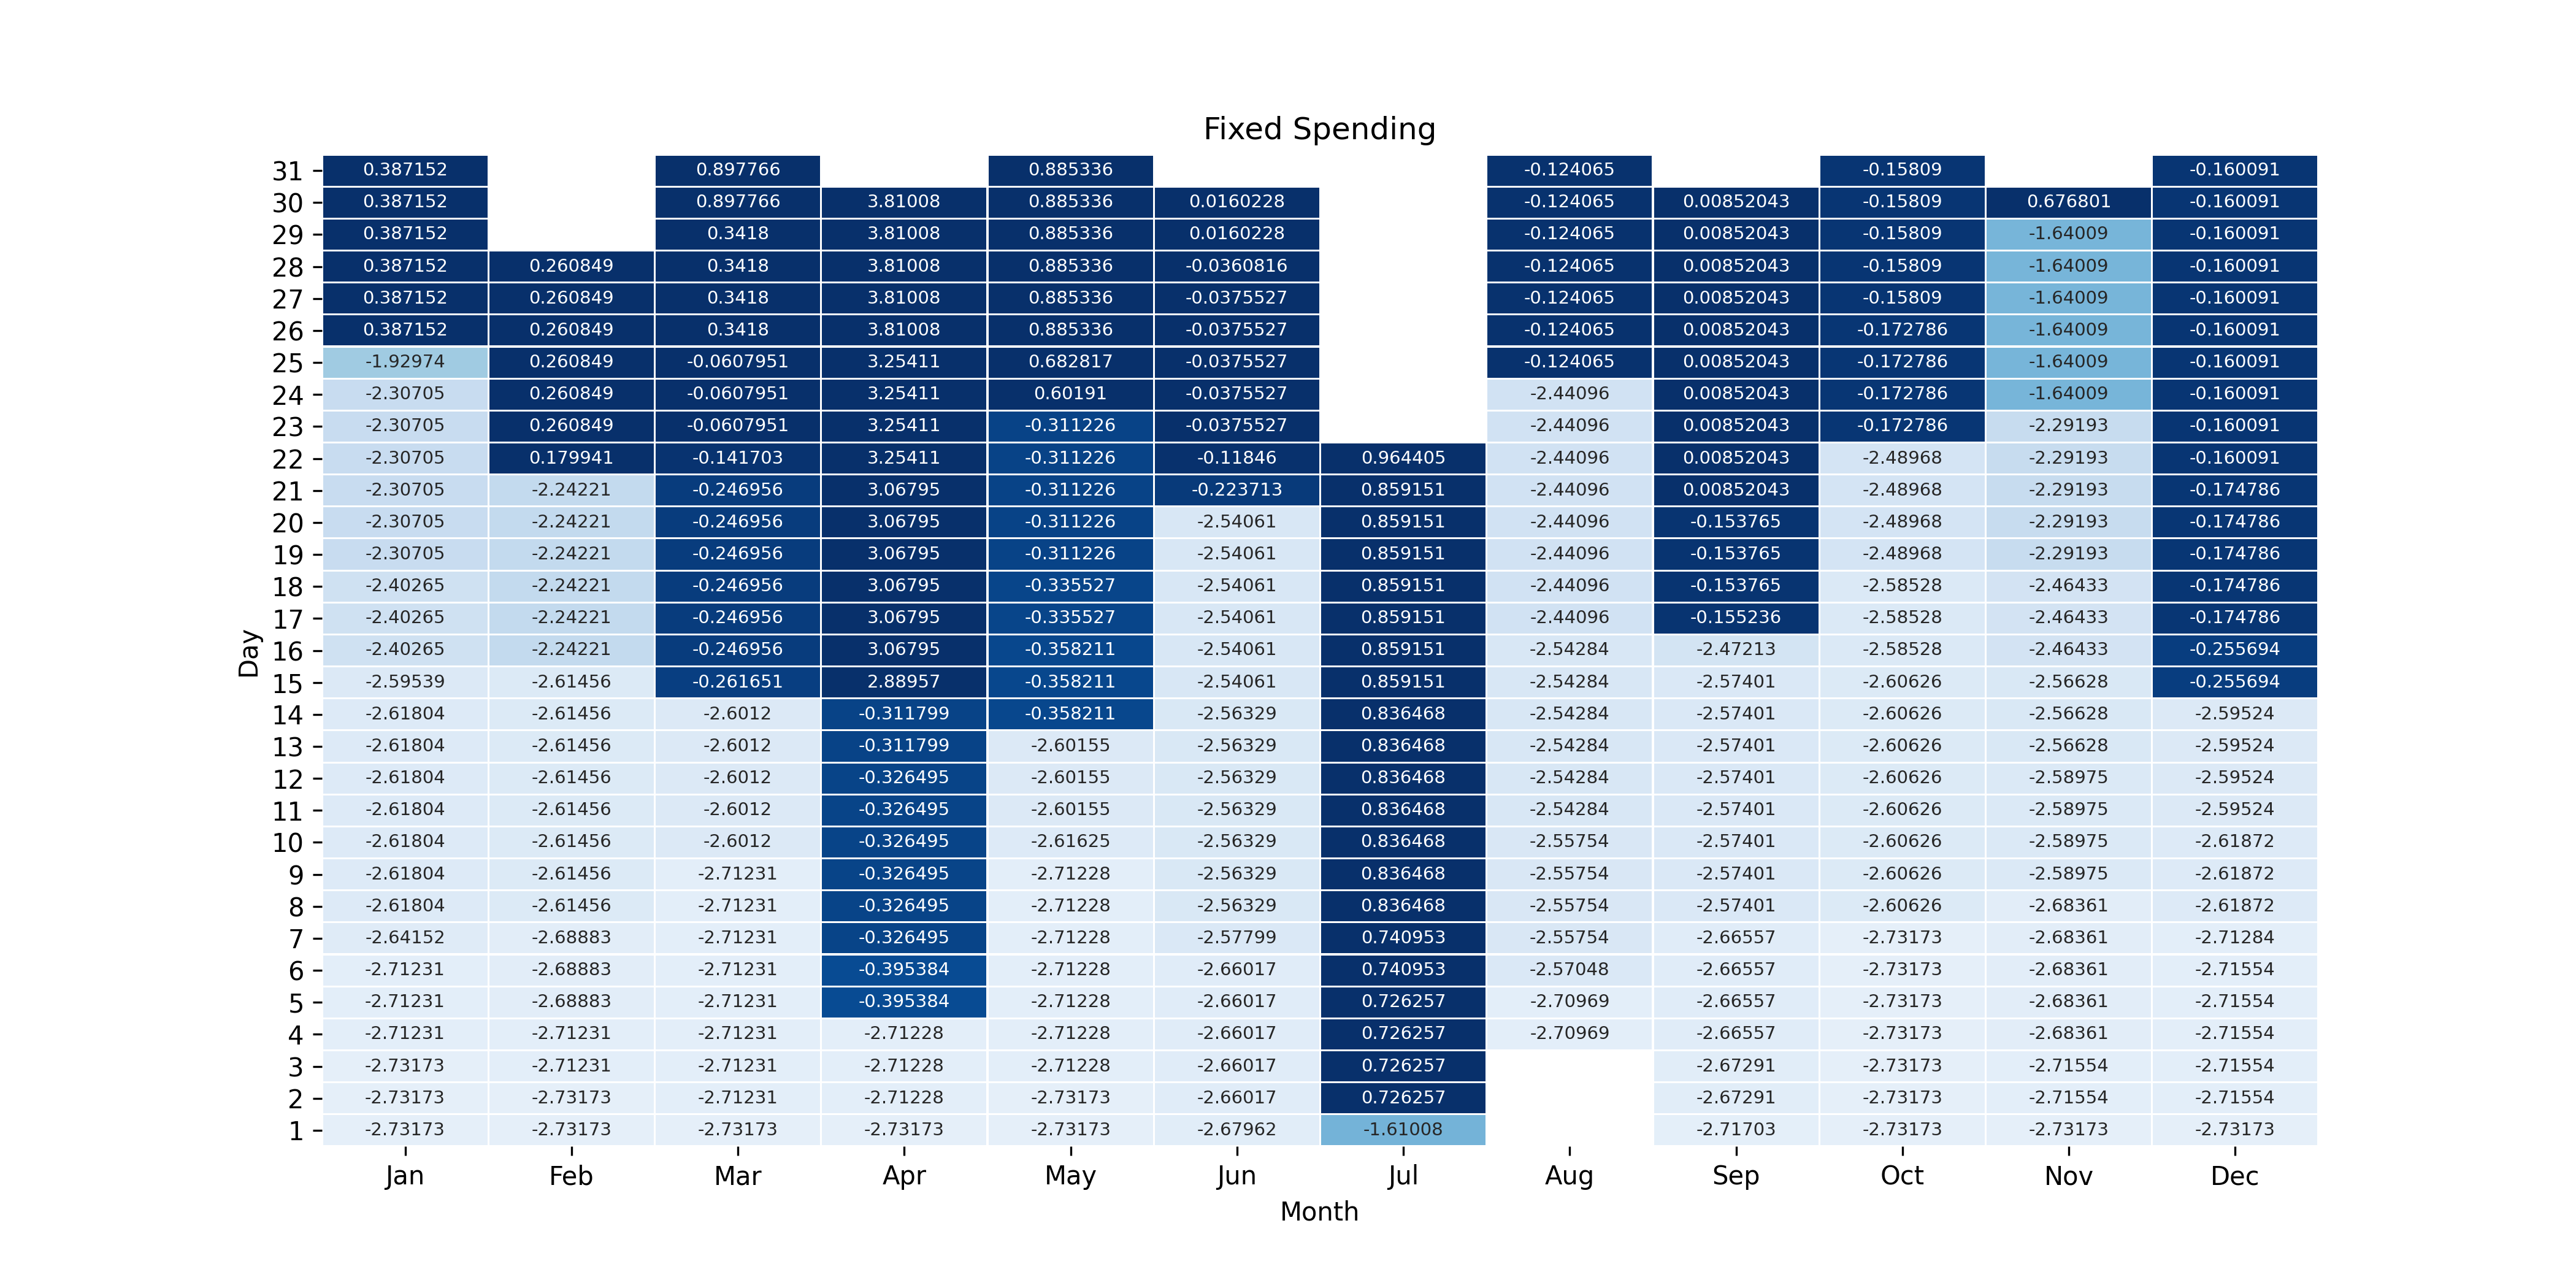 Fixed Spending
31 0.387152 0.897766 0.885336 -0.124065 -0.15809 -0.160091
30 0.387152 0.897766 3.81008 0.885336 0.0160228 -0.124065 0.00852043 -0.15809 0.676801 -0.160091
29 0.387152 0.3418 3.81008 0.885336 0.0160228 -0.124065 0.00852043 -0.15809 -1.64009 -0.160091
28 0.387152 0.260849 0.3418 3.81008 0.885336 -0.0360816 -0.124065 0.00852043 -0.15809 -1.64009 -0.160091
27 0.387152 0.260849 0.3418 3.81008 0.885336 -0.0375527 -0.124065 0.00852043 -0.15809 -1.64009 -0.160091
26 0.387152 0.260849 0.3418 3.81008 0.885336 -0.0375527 -0.124065 0.00852043 -0.172786 -1.64009 -0.160091
25 -1.92974 0.260849 -0.0607951 3.25411 0.682817 -0.0375527 -0.124065 0.00852043 -0.172786 -1.64009 -0.160091
24 -2.30705 0.260849 -0.0607951 3.25411 0.60191 -0.0375527 -2.44096 0.00852043 -0.172786 -1.64009 -0.160091
23 -2.30705 0.260849 -0.0607951 3.25411 -0.311226 -0.0375527 -2.44096 0.00852043 -0.172786 -2.29193 -0.160091
22 -2.30705 0.179941 -0.141703 3.25411 -0.311226 -0.11846 0.964405 -2.44096 0.00852043 -2.48968 -2.29193 -0.160091
21 -2.30705 -2.24221 -0.246956 3.06795 -0.311226 -0.223713 0.859151 -2.44096 0.00852043 -2.48968 -2.29193 -0.174786
20 -2.30705 -2.24221 -0.246956 3.06795 -0.311226 -2.54061 0.859151 -2.44096 -0.153765 -2.48968 -2.29193 -0.174786
19 -2.30705 -2.24221 -0.246956 3.06795 -0.311226 -2.54061 0.859151 -2.44096 -0.153765 -2.48968 -2.29193 -0.174786
18 -2.40265 -2.24221 -0.246956 3.06795 -0.335527 -2.54061 0.859151 -2.44096 -0.153765 -2.58528 -2.46433 -0.174786
17 -2.40265 -2.24221 -0.246956 3.06795 -0.335527 -2.54061 0.859151 -2.44096 -0.155236 -2.58528 -2.46433 -0.174786
16 -2.40265 -2.24221 -0.246956 3.06795 -0.358211 -2.54061 0.859151 -2.54284 -2.47213 -2.58528 -2.46433 -0.255694
15 -2.59539 -2.61456 -0.261651 2.88957 -0.358211 -2.54061 0.859151 -2.54284 -2.57401 -2.60626 -2.56628 -0.255694
14 -2.61804 -2.61456 -2.6012 -0.311799 -0.358211 -2.56329 0.836468 -2.54284 -2.57401 -2.60626 -2.56628 -2.59524
13 -2.61804 -2.61456 -2.6012 -0.311799 -2.60155 -2.56329 0.836468 -2.54284 -2.57401 -2.60626 -2.56628 -2.59524
12 -2.61804 -2.61456 -2.6012 -0.326495 -2.60155 -2.56329 0.836468 -2.54284 -2.57401 -2.60626 -2.58975 -2.59524
11 -2.61804 -2.61456 -2.6012 -0.326495 -2.60155 -2.56329 0.836468 -2.54284 -2.57401 -2.60626 -2.58975 -2.59524
10 -2.61804 -2.61456 -2.6012 -0.326495 -2.61625 -2.56329 0.836468 -2.55754 -2.57401 -2.60626 -2.58975 -2.61872
9 -2.61804 -2.61456 -2.71231 -0.326495 -2.71228 -2.56329 0.836468 -2.55754 -2.57401 -2.60626 -2.58975 -2.61872
8 -2.61804 -2.61456 -2.71231 -0.326495 -2.71228 -2.56329 0.836468 -2.55754 -2.57401 -2.60626 -2.68361 -2.61872
7 -2.64152 -2.68883 -2.71231 -0.326495 -2.71228 -2.57799 0.740953 -2.55754 -2.66557 -2.73173 -2.68361 -2.71284
6 -2.71231 -2.68883 -2.71231 -0.395384 -2.71228 -2.66017 0.740953 -2.57048 -2.66557 -2.73173 -2.68361 -2.71554
5 -2.71231 -2.68883 -2.71231 -0.395384 -2.71228 -2.66017 0.726257 -2.70969 -2.66557 -2.73173 -2.68361 -2.71554
4 -2.71231 -2.71231 -2.71231 -2.71228 -2.71228 -2.66017 0.726257 -2.70969 -2.66557 -2.73173 -2.68361 -2.71554
3 -2.73173 -2.71231 -2.71231 -2.71228 -2.71228 -2.66017 0.726257 -2.67291 -2.73173 -2.71554 -2.71554
2 -2.73173 -2.73173 -2.71231 -2.71228 -2.73173 -2.66017 0.726257 -2.67291 -2.73173 -2.71554 -2.71554
1 -2.73173 -2.73173 -2.73173 -2.73173 -2.73173 -2.67962 -1.61008 -2.71703 -2.73173 -2.73173 -2.73173
Day
Jan Feb Mar Apr May Jun Jul Aug Sep Oct Nov Dec
Month